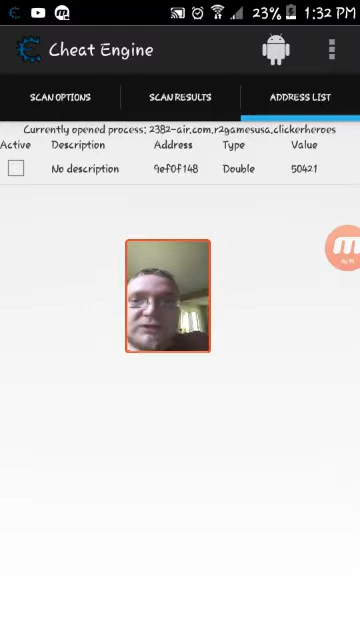 23% 1:32 PM
Cheat Engine
SCAN OPTIONS SCAN RESULTS ADDRESS LIST
Currently opened process: 2382-air.com.r2gamesusa.clickerheroes
Active Description Address Type Value
No description 9ef0f148 Double 50421